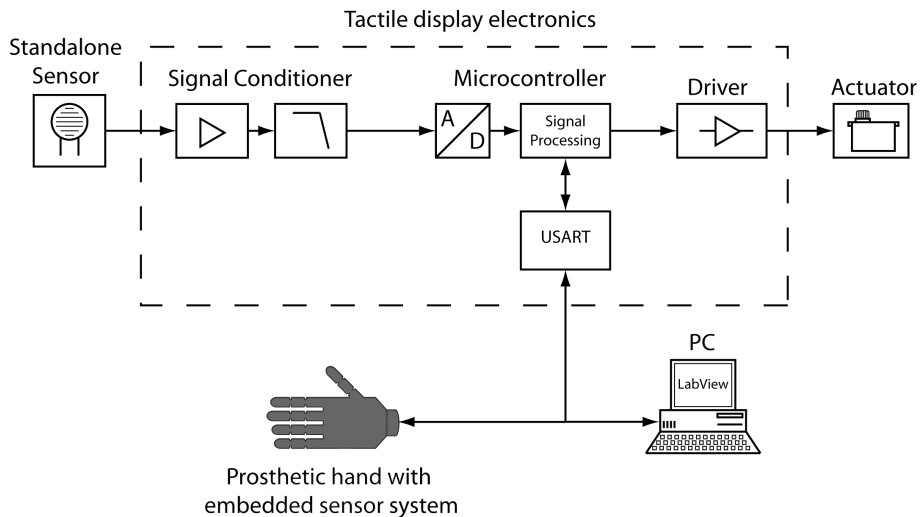 Tactile display electronics
Standalone
Sensor
Signal Conditioner
Microcontroller
Driver
Actuator
A
D
Signal
Processing
USART
PC
LabView
Prosthetic hand with
embedded sensor system